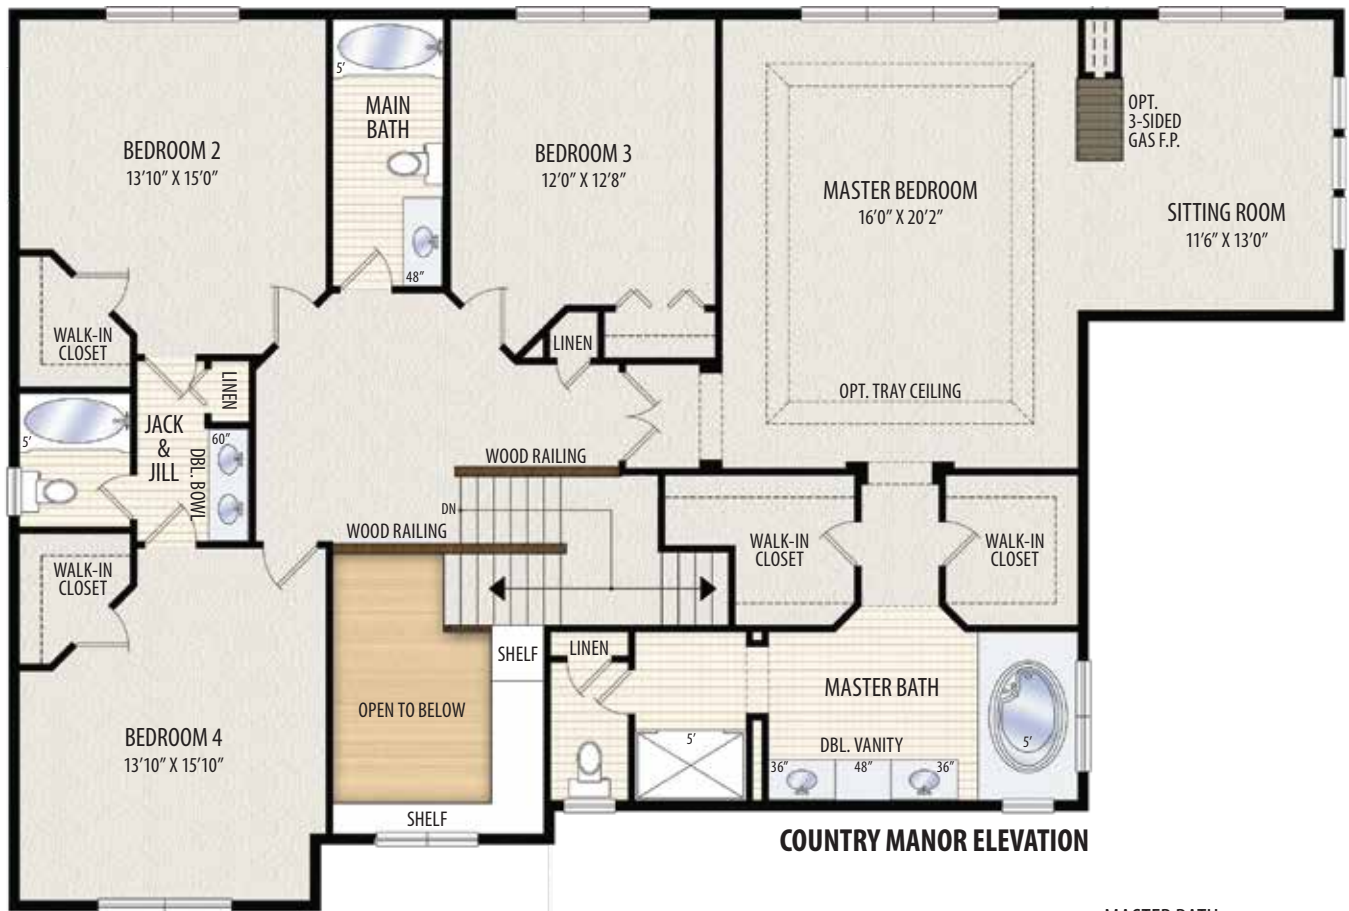 BEDROOM 2
13'10" X 15'0"
5'
MAIN
BATH
48"
BEDROOM 3
12'0" X 12'8"
MASTER BEDROOM
16'0" X 20'2"
OPT.
3-SIDED
GAS F.P.
SITTING ROOM
11'6" X 13'0"
WALK-IN
CLOSET
LINEN
LINEN
OPT. TRAY CEILING
5'
JACK
&
JILL
60"
DBL. BOWL
WOOD RAILING
DN
WOOD RAILING
WALK-IN
CLOSET
WALK-IN
CLOSET
WALK-IN
CLOSET
SHELF
LINEN
MASTER BATH
OPEN TO BELOW
BEDROOM 4
13'10" X 15'10"
5'
DBL. VANITY
36"
48"
36"
5'
SHELF
COUNTRY MANOR ELEVATION